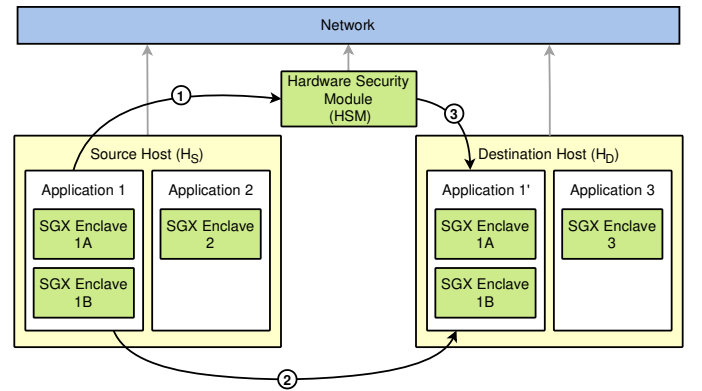 Network
Hardware Security
Module
(HSM)
1
3
Source Host (HS)
Application 1
SGX Enclave
1A
SGX Enclave
1B
Application 2
SGX Enclave
2
Destination Host (HD)
Application 1'
SGX Enclave
1A
SGX Enclave
1B
Application 3
SGX Enclave
3
2